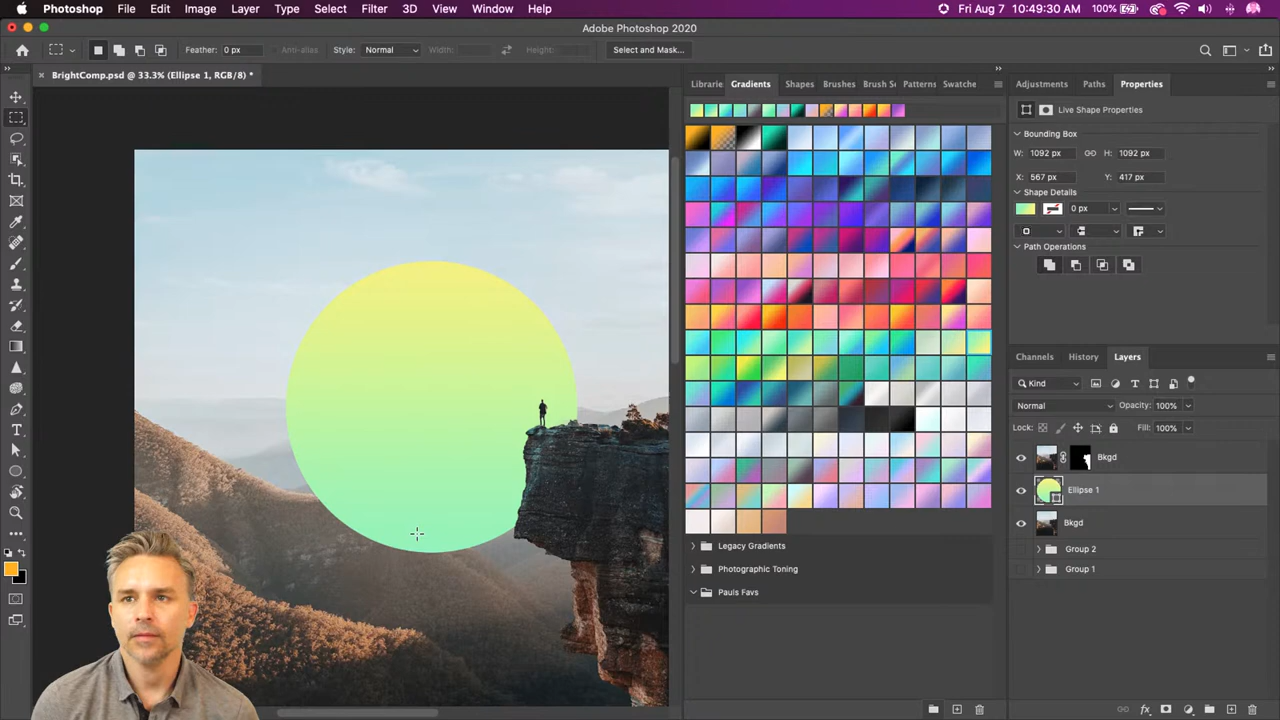 Photoshop File Edit Image Layer Type Select Filter 3D View Window Help 100% Fri Aug 7 10:49:30 AM
Adobe Photoshop 2020
Feather: 0 px Anti-alias Style: Normal Width: Height: Select and Mask...
BrightComp.psd @ 33.3% (Ellipse 1, RGB/8) *
Librarie Gradients Shapes Brushes Brush Se Patterns Swatche
Adjustments Paths Properties
Live Shape Properties
Bounding Box
W: 1092 px H: 1092 px
X: 567 px Y: 417 px
Shape Details
0 px
Path Operations
Channels History Layers
Kind
Normal Opacity: 100%
Lock: Fill: 100%
Bkgd
Ellipse 1
Bkgd
Group 2
Group 1
Legacy Gradients
Photographic Toning
Pauls Favs